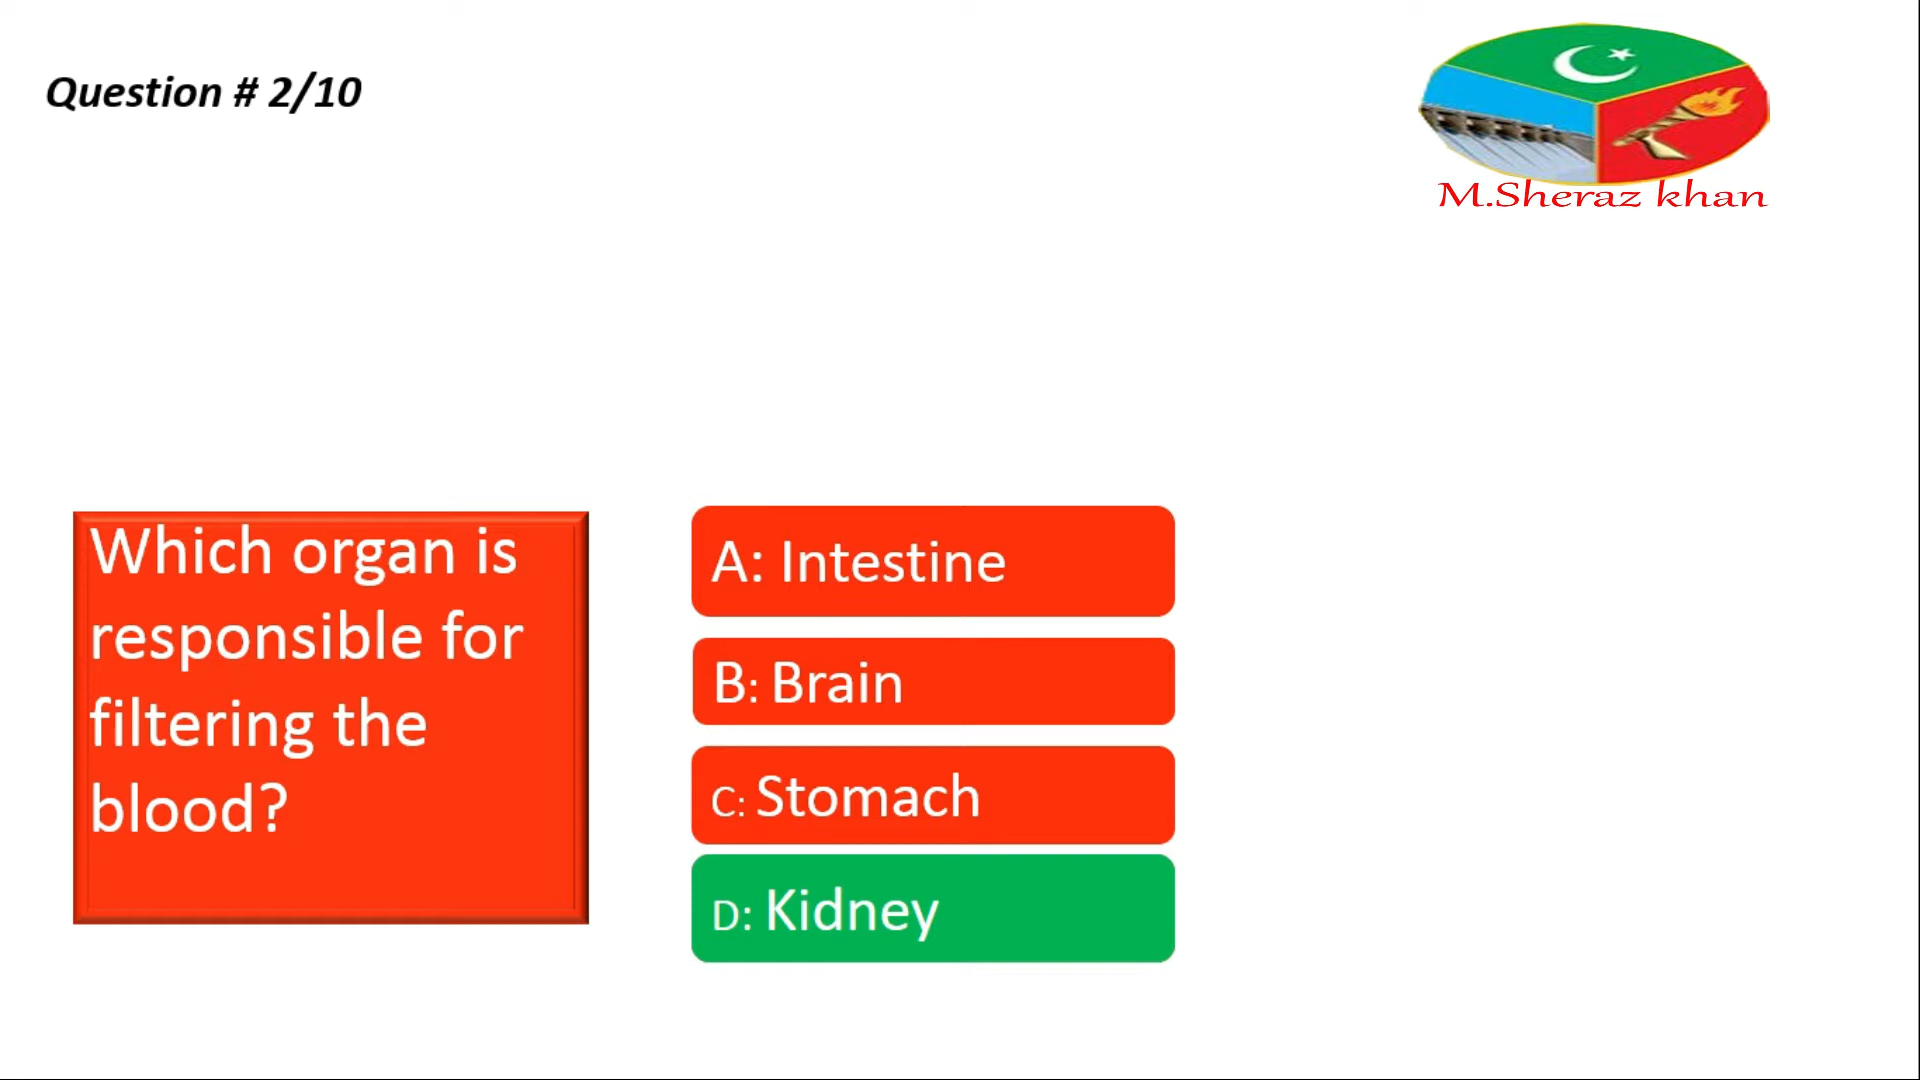 Question # 2/10
M.Sheraz khan
Which organ is
responsible for
filtering the
blood?
A: Intestine
B: Brain
C: Stomach
D: Kidney